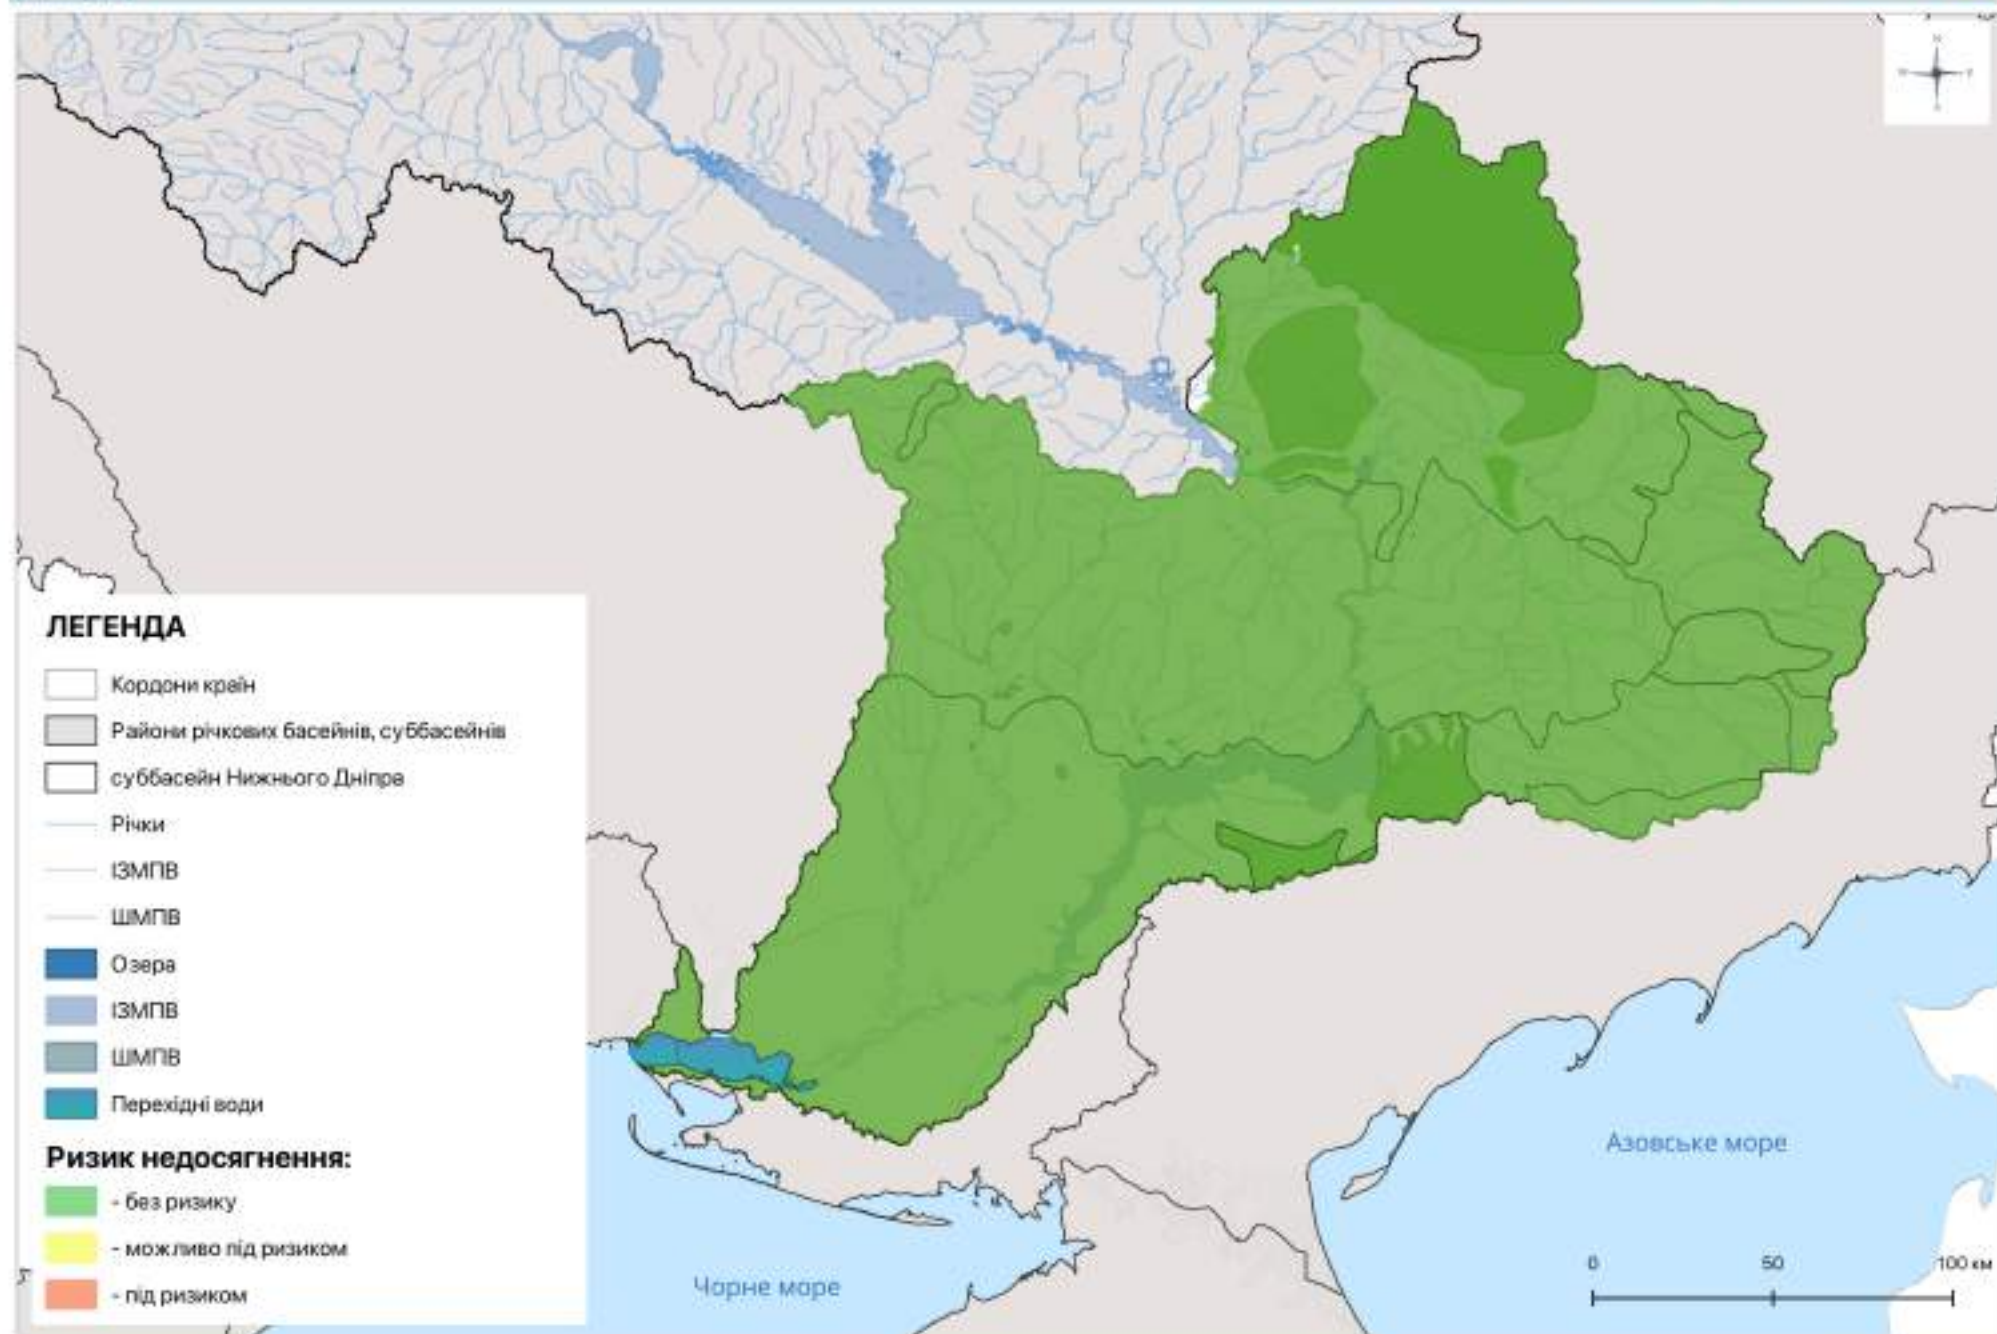 N
ЛЕГЕНДА
Кордони країн
Райони річкових басейнів, суббасейнів
суббасейн Нижнього Дніпра
Річки
ІЗМПВ
ШМПВ
Озера
ІЗМПВ
ШМПВ
Перехідні води
Ризик недосягнення:
- без ризику
- можливо під ризиком
- під ризиком
Азовське море
Чорне море
0 50 100 км